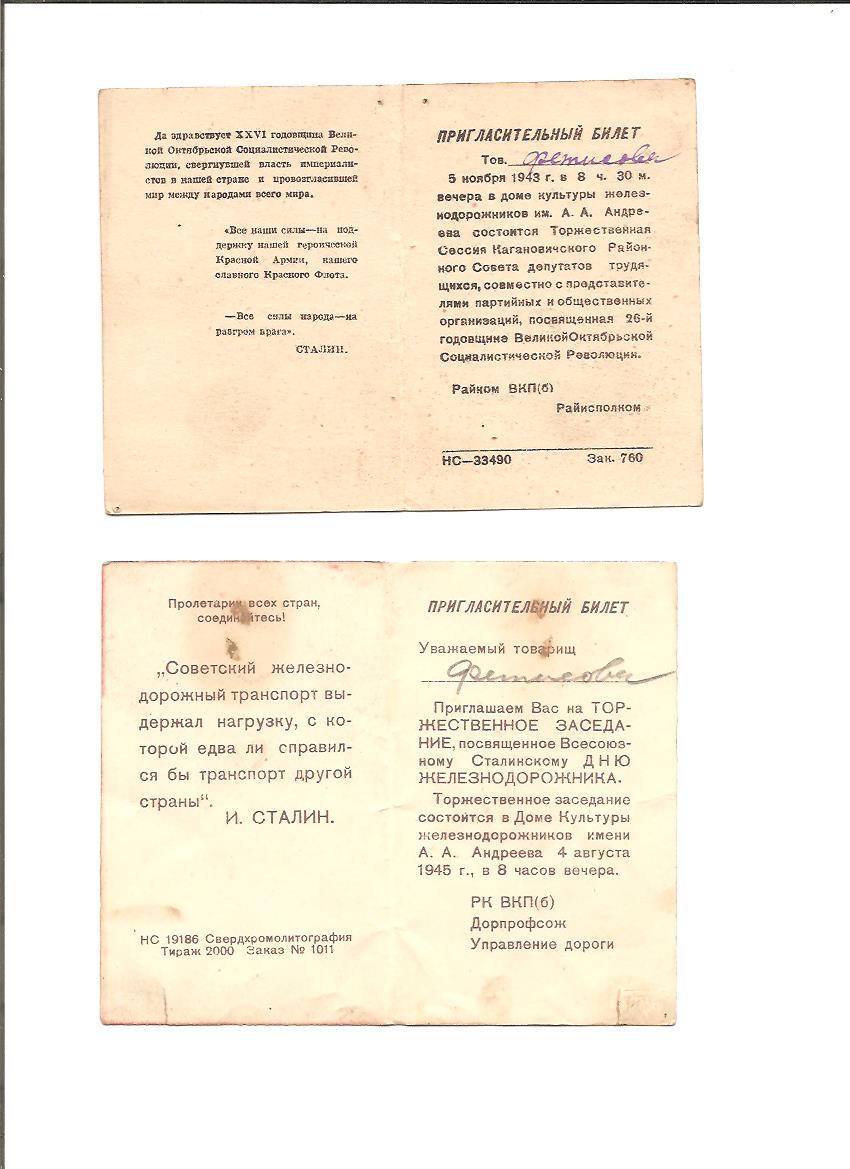 Да здравствует XXVI годовщина Вели-
кой Октябрьской Социалистической Рево-
люции, свергнувшей власть империали-
стов в нашей стране и провозгласившей
мир между народами всего мира.
«Все наши силы—на под-
держку нашей героической
Красной Армии, нашего
славного Красного Флота.
—Все силы народа—на
разгром врага».
СТАЛИН.
ПРИГЛАСИТЕЛЬНЫЙ БИЛЕТ
Тов. Фетисова
5 ноября 1943 г. в 8 ч. 30 м.
вечера в доме культуры желез-
нодорожников им. А. А. Андре-
ева состоится Торжественная
Сессия Кагановичского Район-
ного Совета депутатов трудя-
щихся, совместно с представите-
лями партийных и общественных
организаций, посвященная 26-й
годовщине ВеликойОктябрьской
Социалистической Революции.
Райком ВКП(б)
Райисполком
НС—33490 Зак. 760
Пролетарии всех стран,
соединяйтесь!
„Советский железно-
дорожный транспорт вы-
держал нагрузку, с ко-
торой едва ли справил-
ся бы транспорт другой
страны“.
И. СТАЛИН.
НС 19186 Свердхромолитография
Тираж 2000 Заказ № 1011
ПРИГЛАСИТЕЛЬНЫЙ БИЛЕТ
Уважаемый товарищ
Фетисова
Приглашаем Вас на ТОР-
ЖЕСТВЕННОЕ ЗАСЕДА-
НИЕ, посвященное Всесоюз-
ному Сталинскому ДНЮ
ЖЕЛЕЗНОДОРОЖНИКА.
Торжественное заседание
состоится в Доме Культуры
железнодорожников имени
А. А. Андреева 4 августа
1945 г., в 8 часов вечера.
РК ВКП(б)
Дорпрофсож
Управление дороги